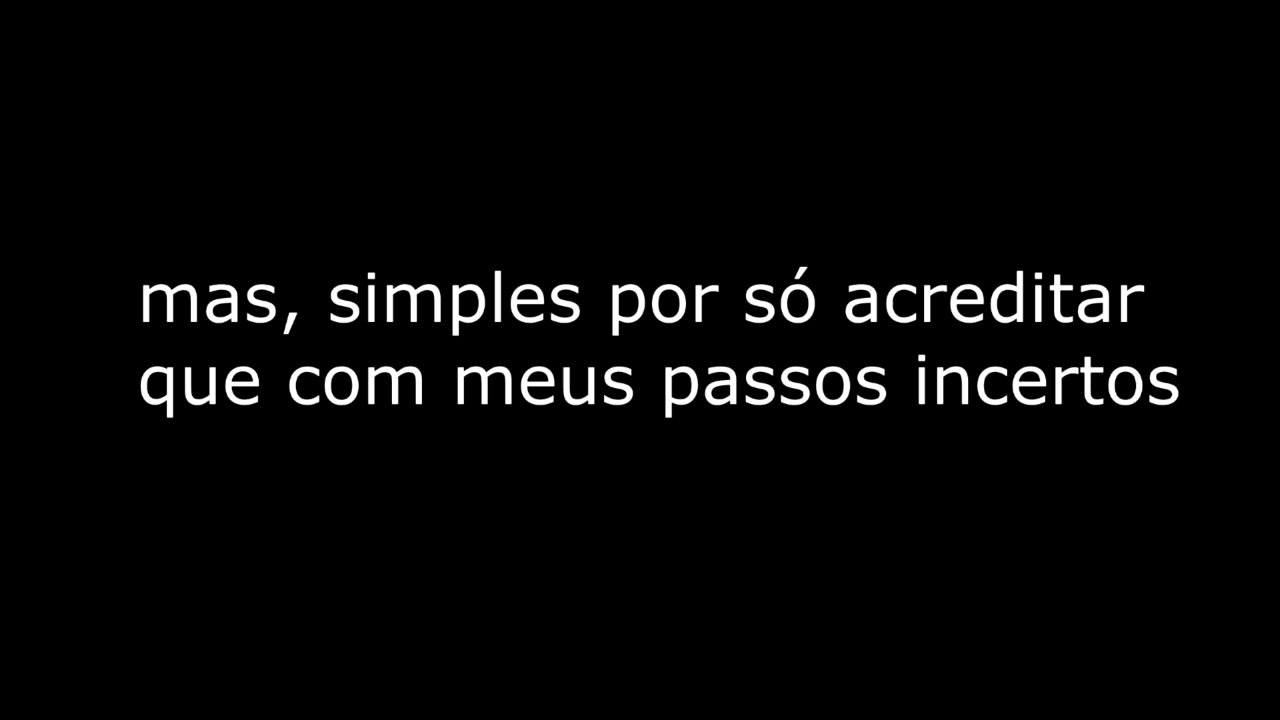 mas, simples por só acreditar
que com meus passos incertos